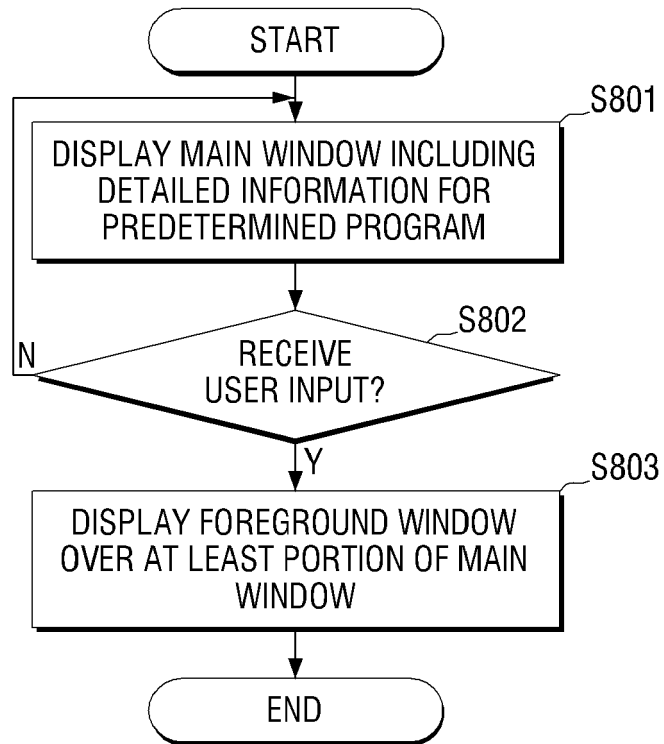 START
S801
DISPLAY MAIN WINDOW INCLUDING
DETAILED INFORMATION FOR
PREDETERMINED PROGRAM
S802
RECEIVE
USER INPUT?
N
Y
S803
DISPLAY FOREGROUND WINDOW
OVER AT LEAST PORTION OF MAIN
WINDOW
END